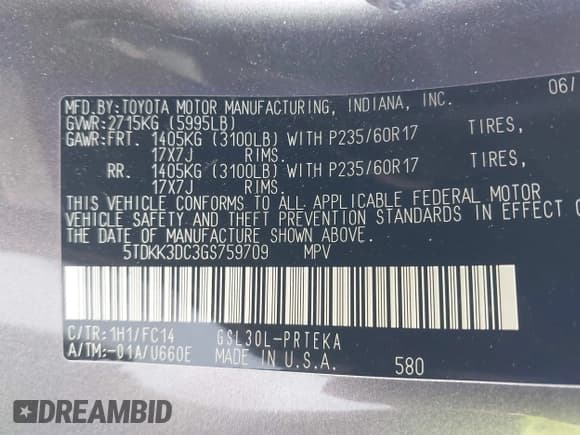 MFD.BY:TOYOTA MOTOR MANUFACTURING, INDIANA, INC. 06/
GVWR:2715KG (5995LB)
GAWR:FRT. 1405KG (3100LB) WITH P235/60R17 TIRES,
17X7J RIMS.
RR. 1405KG (3100LB) WITH P235/60R17 TIRES,
17X7J RIMS.
THIS VEHICLE CONFORMS TO ALL APPLICABLE FEDERAL MOTOR
VEHICLE SAFETY AND THEFT PREVENTION STANDARDS IN EFFECT
THE DATE OF MANUFACTURE SHOWN ABOVE.
5TDKK3DC3GS759709 MPV
C/TR:1H1/FC14 GSL30L-PRTEKA
A/TM:-01A/U660E MADE IN U.S.A. 580
DREAMBID